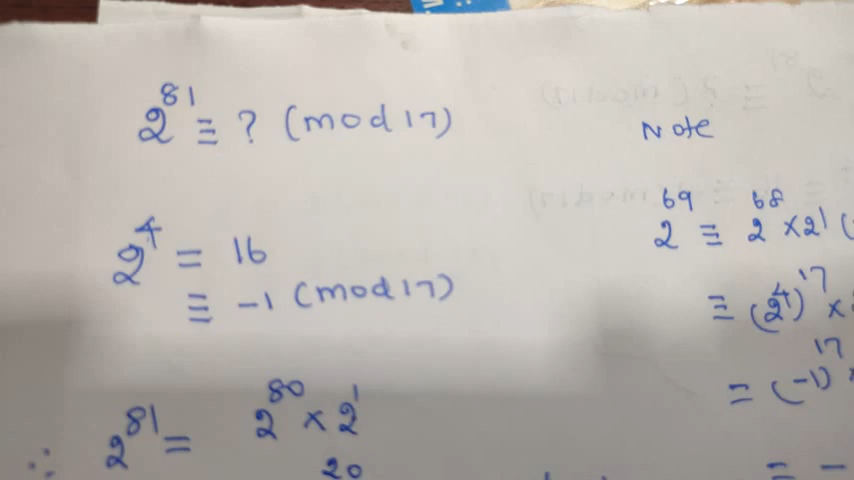 2^81 ≡ ? (mod 17)
2^4 = 16
≡ -1 (mod 17)
∴ 2^81 = 2^80 × 2^1
20
Note
2^69 ≡ 2^68 × 2^1 (
≡ (2^4)^17 ×
= (-1)^17
≡ -